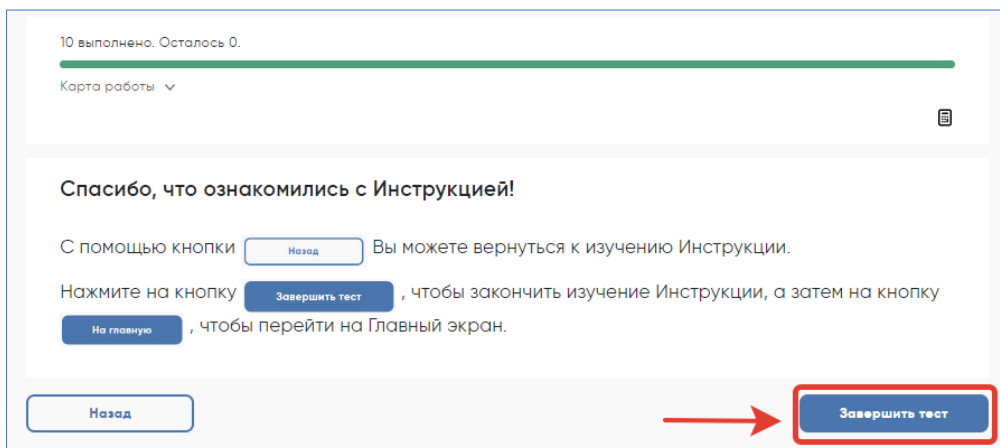 10 выполнено. Осталось 0.
Карта работы
Спасибо, что ознакомились с Инструкцией!
С помощью кнопки Назад Вы можете вернуться к изучению Инструкции.
Нажмите на кнопку Завершить тест , чтобы закончить изучение Инструкции, а затем на кнопку
На главную , чтобы перейти на Главный экран.
Назад Завершить тест